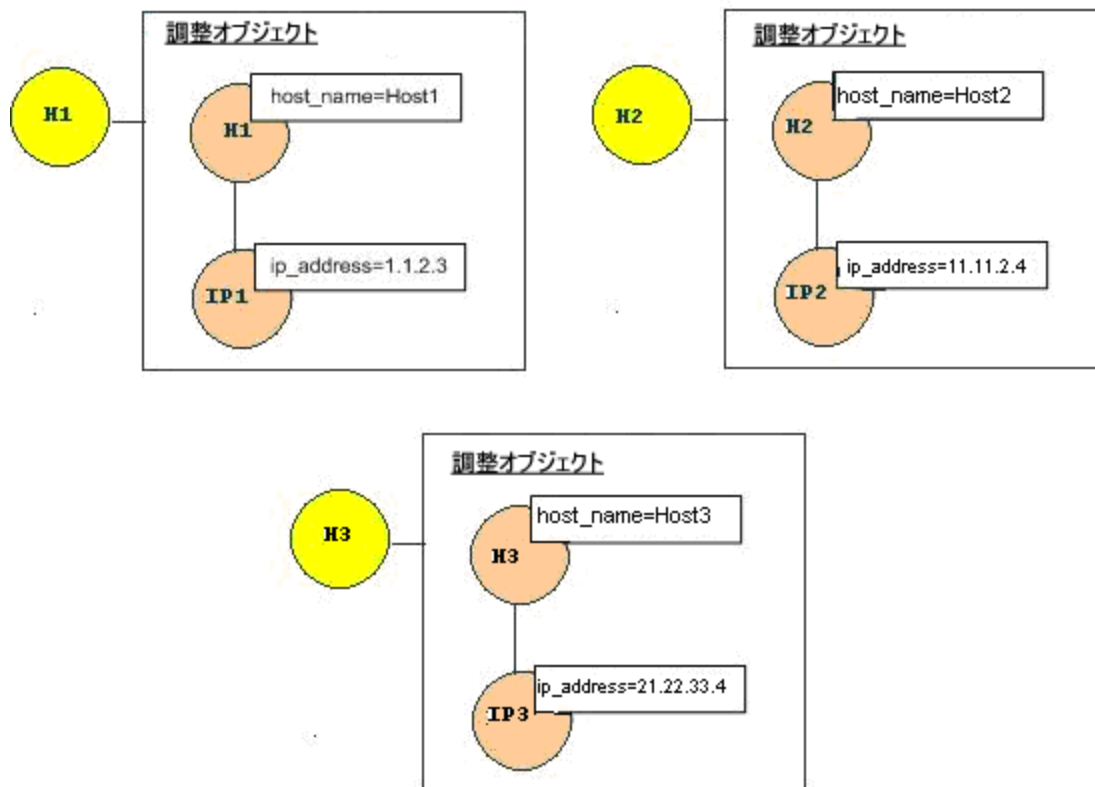 調整オブジェクト
H1
H1
host_name=Host1
IP1
ip_address=1.1.2.3
調整オブジェクト
H2
H2
host_name=Host2
IP2
ip_address=11.11.2.4
調整オブジェクト
H3
H3
host_name=Host3
IP3
ip_address=21.22.33.4